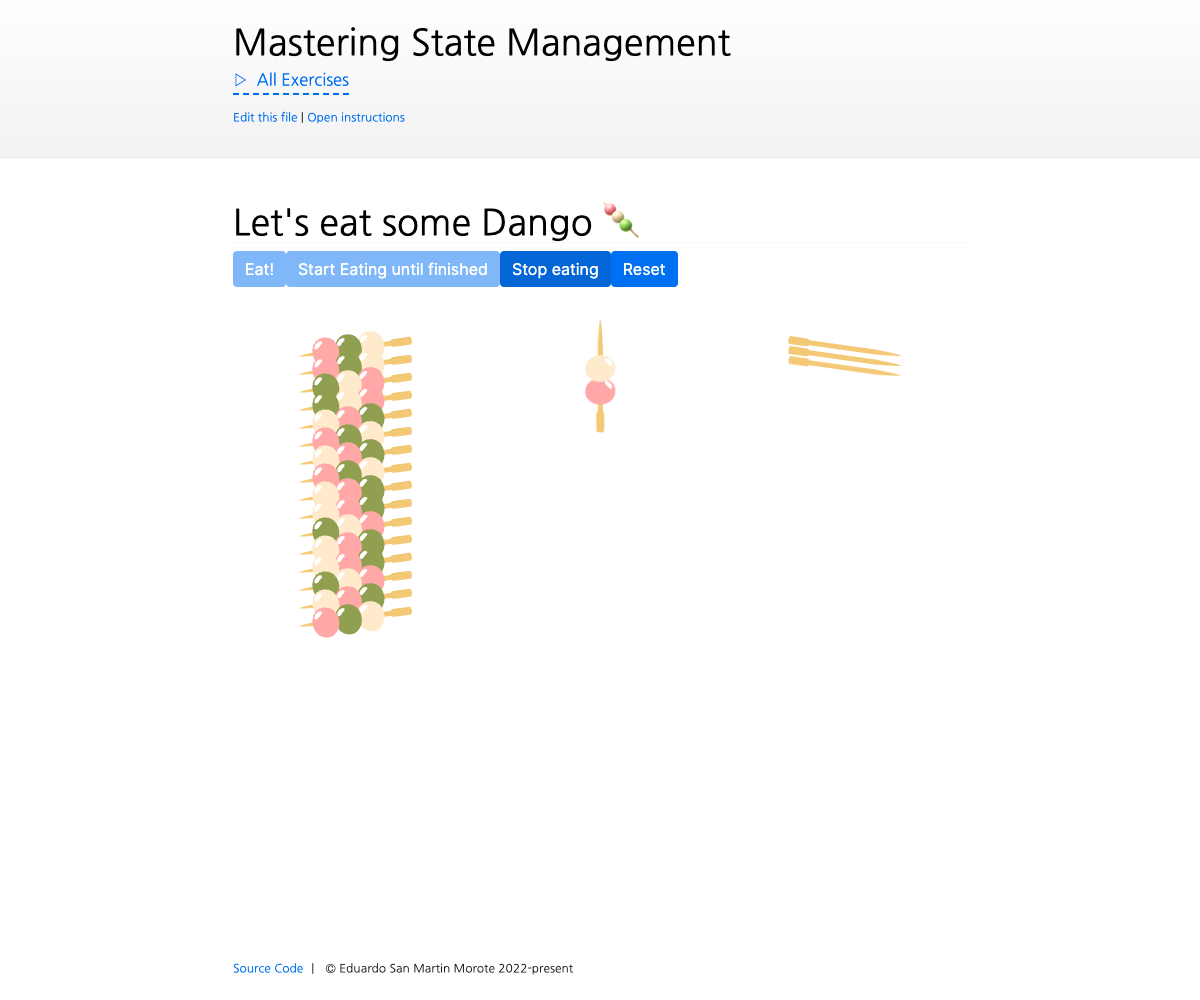 Mastering State Management
▷ All Exercises
Edit this file | Open instructions
Let's eat some Dango 🍡
Eat! Start Eating until finished Stop eating Reset
Source Code | © Eduardo San Martin Morote 2022-present